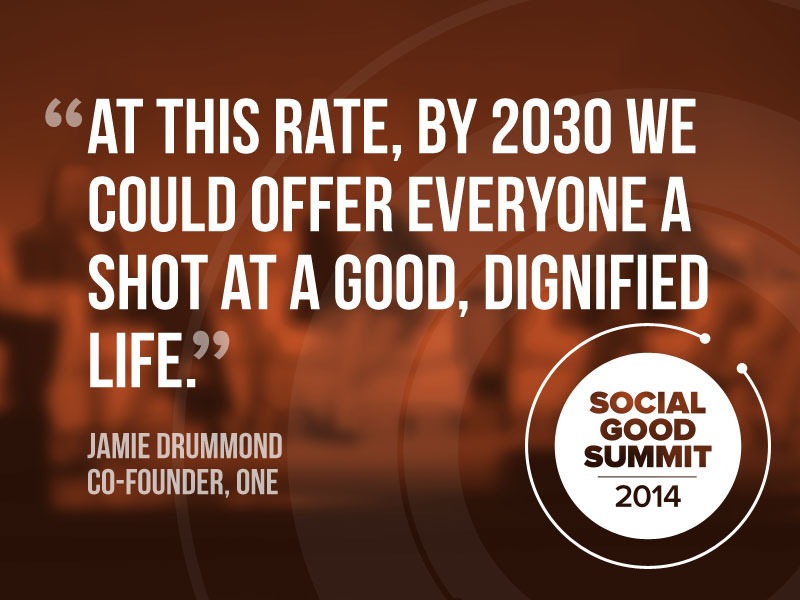 “AT THIS RATE, BY 2030 WE
COULD OFFER EVERYONE A
SHOT AT A GOOD, DIGNIFIED
LIFE.”
JAMIE DRUMMOND
CO-FOUNDER, ONE
SOCIAL
GOOD
SUMMIT
2014